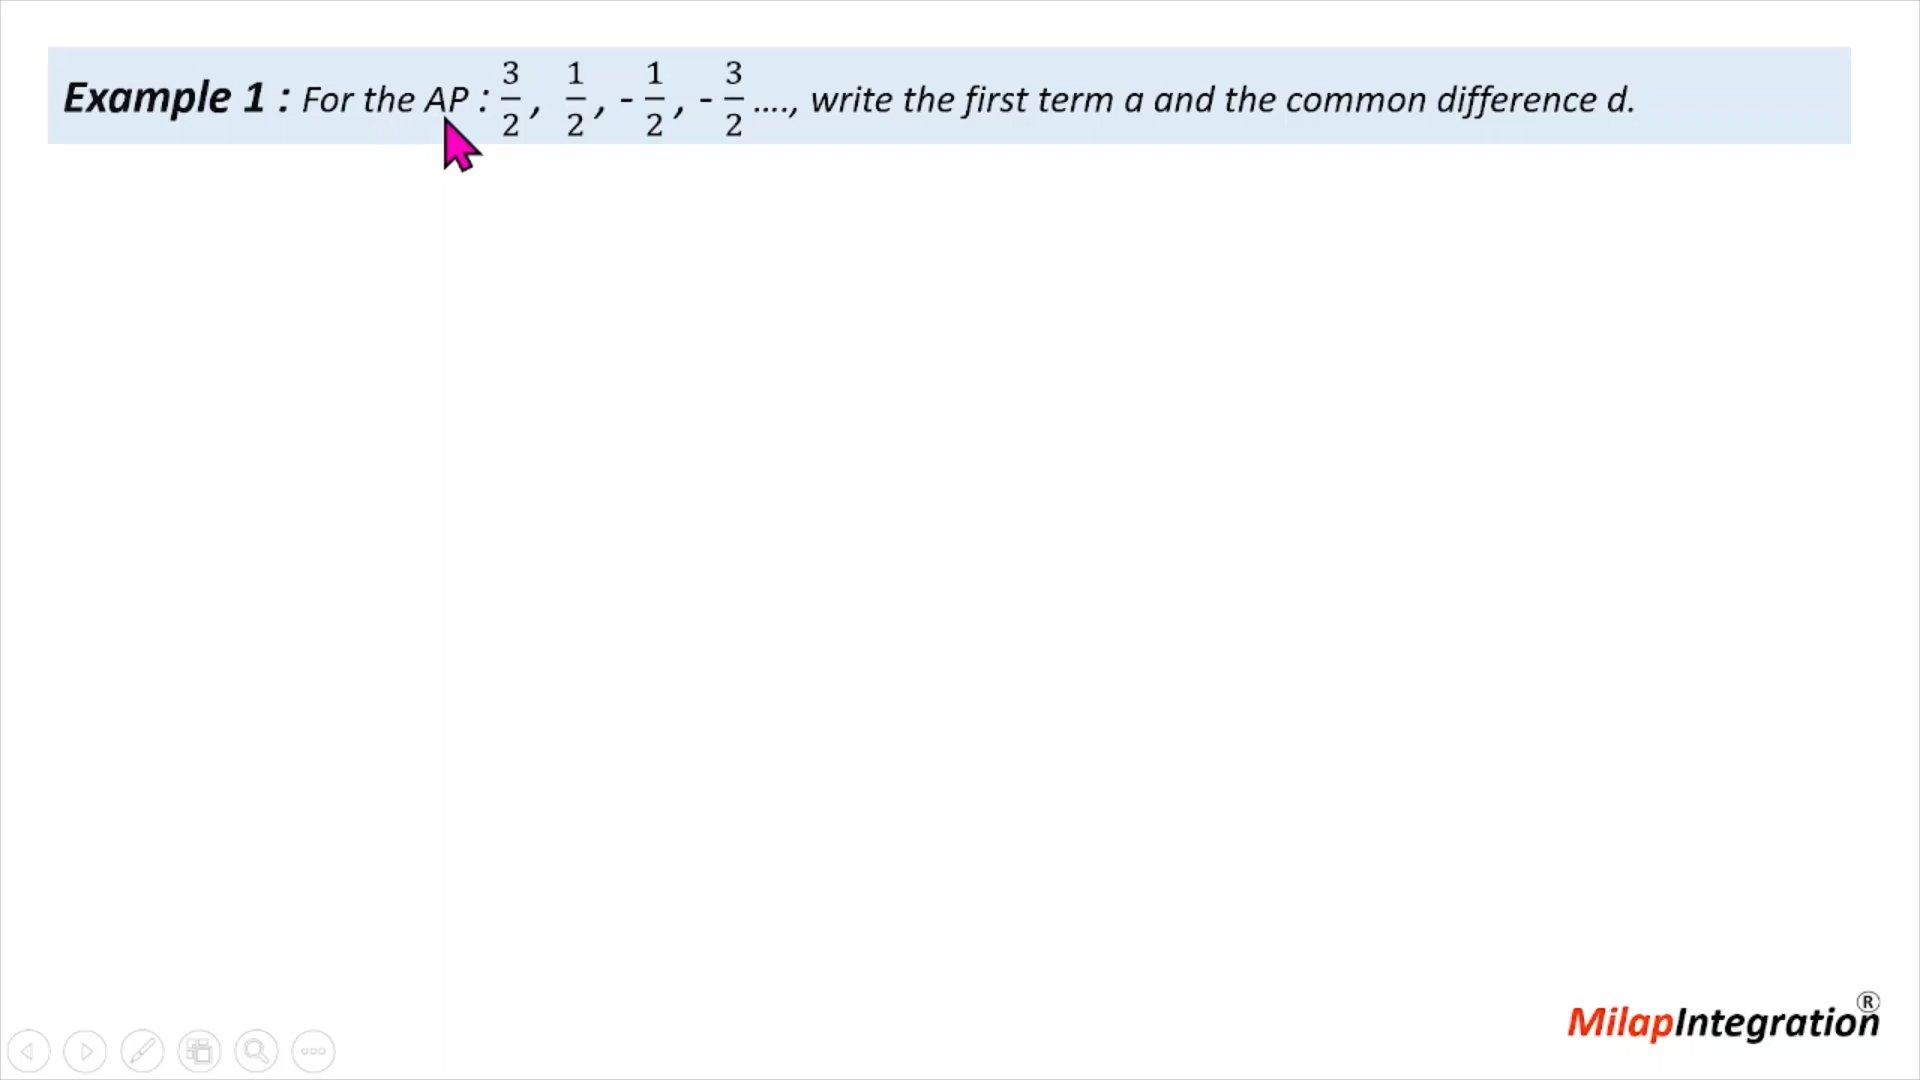 Example 1 : For the AP : 3/2, 1/2, - 1/2, - 3/2 ...., write the first term a and the common difference d.
MilapIntegration®